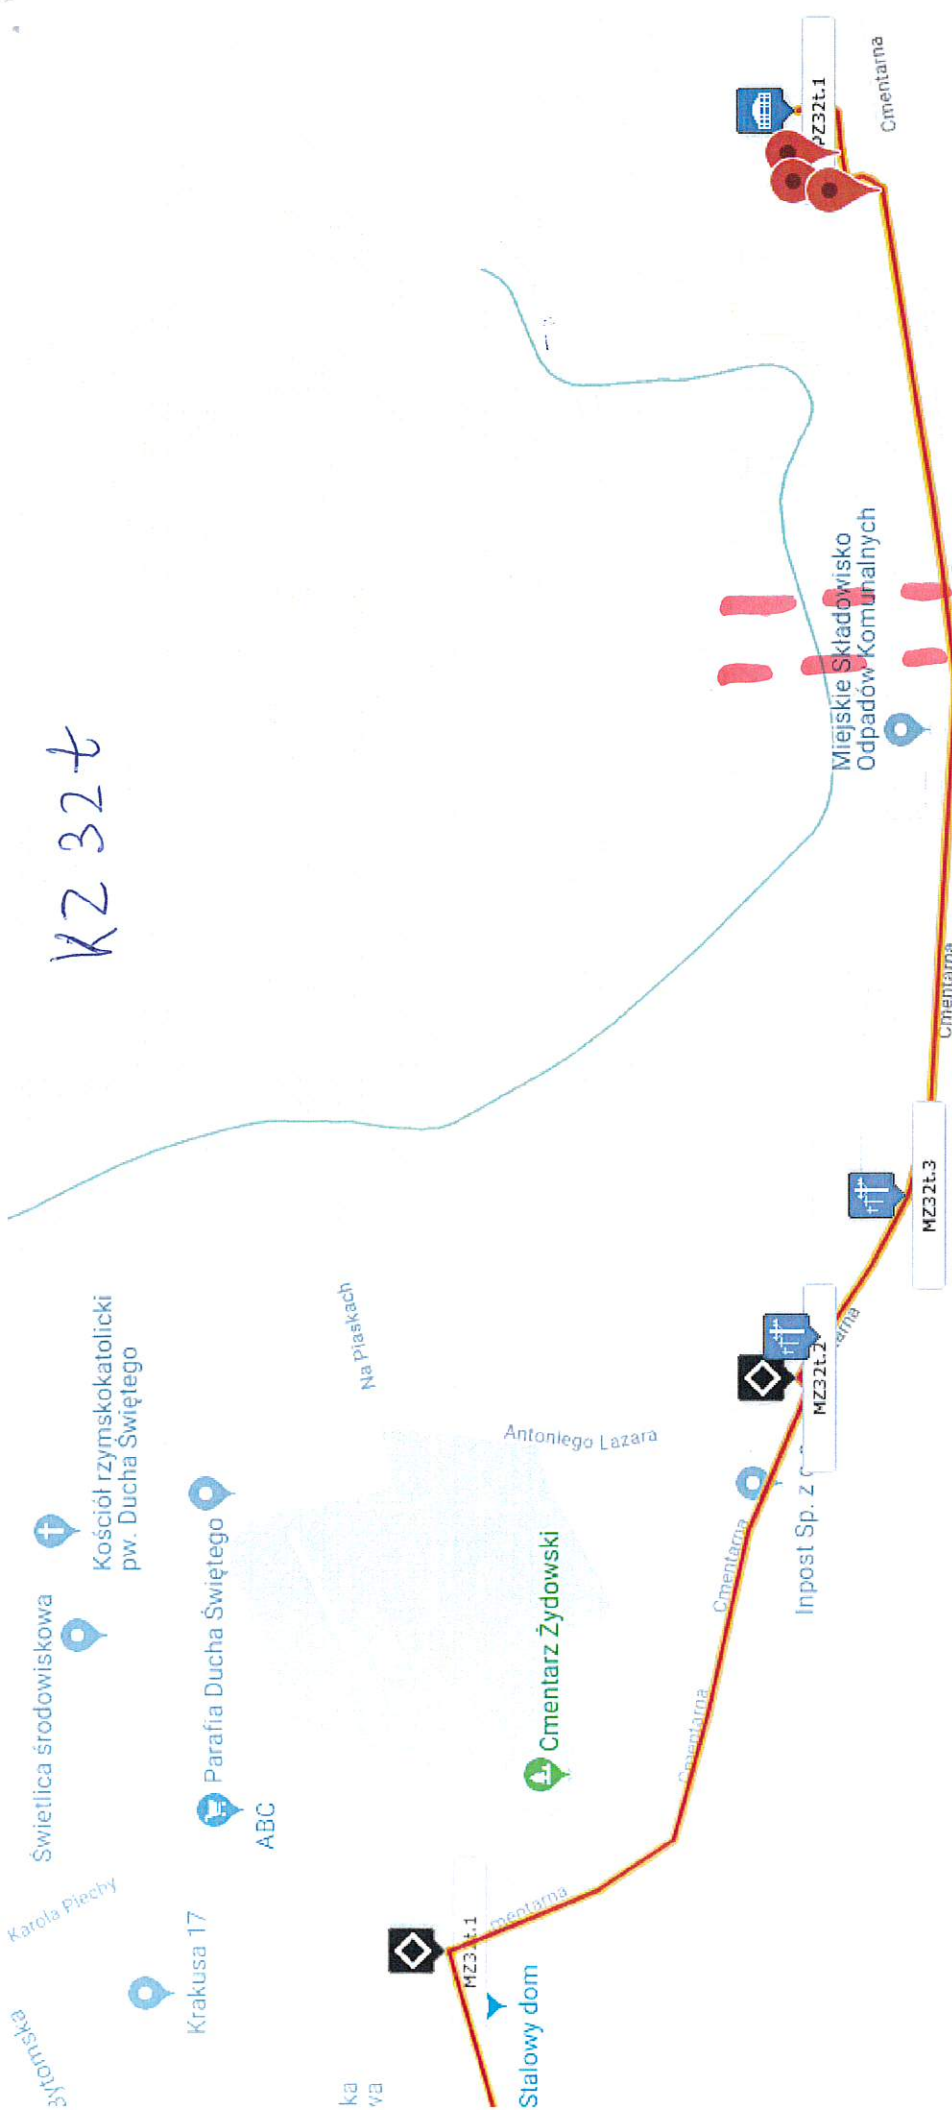 KZ 32t
Świetlica środowiskowa
Kościół rzymskokatolicki
pw. Ducha Świętego
Karola Piechy
Parafia Ducha Świętego
ABC
Krakusa 17
Na Piaskach
Antoniego Lazara
Cmentarz Żydowski
Stalowy dom
Cmentarna
Cmentarna
Inpost Sp. z
MZ32t.2
MZ32t.3
Cmentarna
Miejskie Składowisko
Odpadów Komunalnych
PZ32t.1
Cmentarna